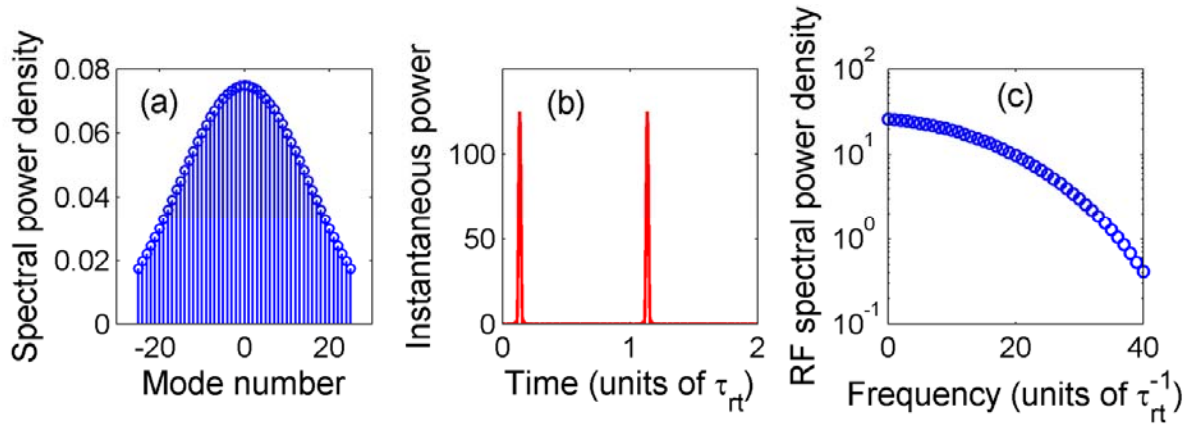 Spectral power density
0.08
0.06
0.04
0.02
0
(a)
-20
0
20
Mode number
Instantaneous power
150
100
50
0
(b)
0
1
2
Time (units of τrt)
RF spectral power density
10^2
10^1
10^0
10^-1
(c)
0
20
40
Frequency (units of τrt^-1)